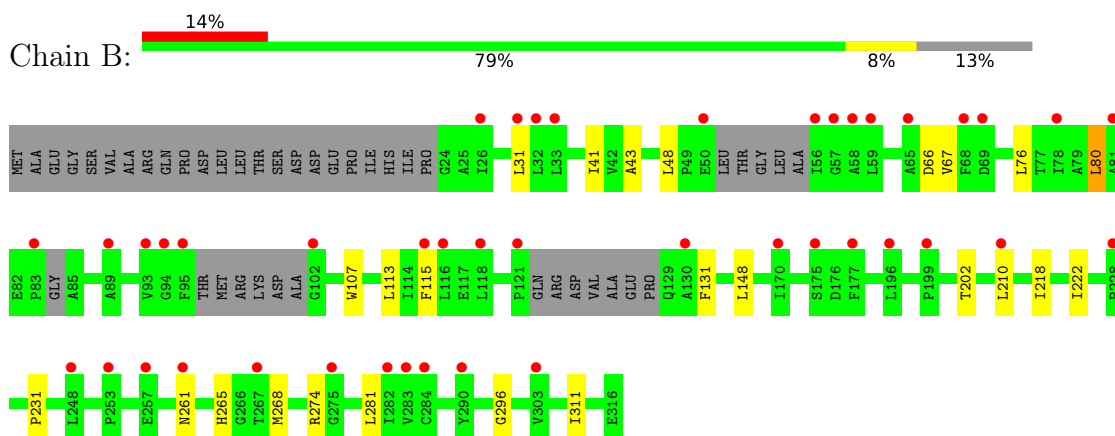 14%
Chain B:
79% 8% 13%
MET ALA GLU GLY SER VAL ALA ARG GLN PRO ASP LEU LEU THR SER ASP ASP GLU PRO ILE HIS ILE PRO G24 A25 I26 L31 L32 L33 I41 V42 A43 L48 P49 E50 LEU THR GLY LEU ALA I56 G57 A58 L59 A65 D66 V67 F68 D69 L76 T77 I78 A79 L80 A81
E82 P83 GLY A85 A89 V93 G94 F95 THR MET ARG LYS ASP ALA G102 W107 L113 I114 F115 L116 E117 L118 P121 GLN ARG ASP VAL ALA GLU PRO Q129 A130 F131 L148 I170 S175 D176 F177 L196 P199 T202 L210 I218 I222
P231 L248 P253 E257 N261 H265 G266 T267 M268 R274 G275 L281 I282 V283 C284 Y290 G296 V303 I311 E316